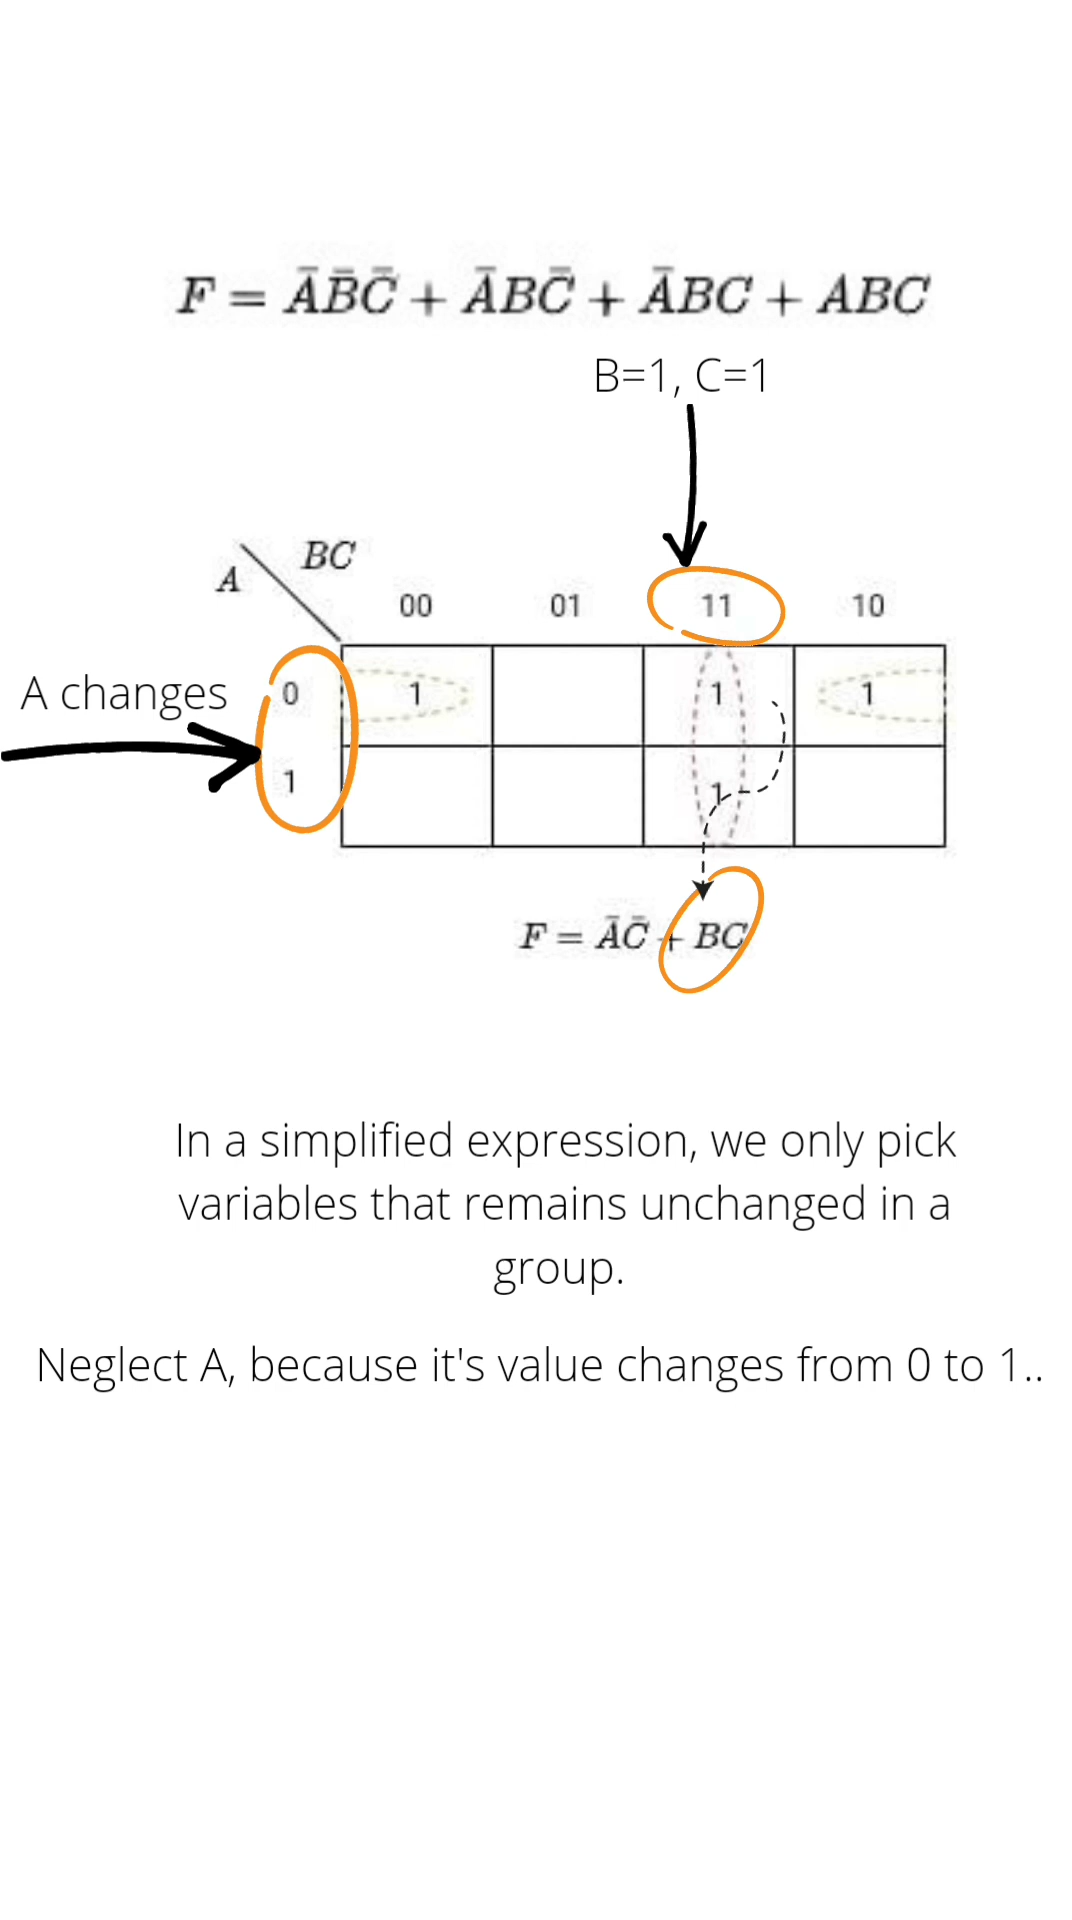 F = ĀB̄C̄ + ĀBC̄ + ĀBC + ABC
B=1, C=1
BC
A
00 01 11 10
A changes
0 1 1 1
1 1
F = ĀC̄ + BC
In a simplified expression, we only pick
variables that remains unchanged in a
group.
Neglect A, because it's value changes from 0 to 1..